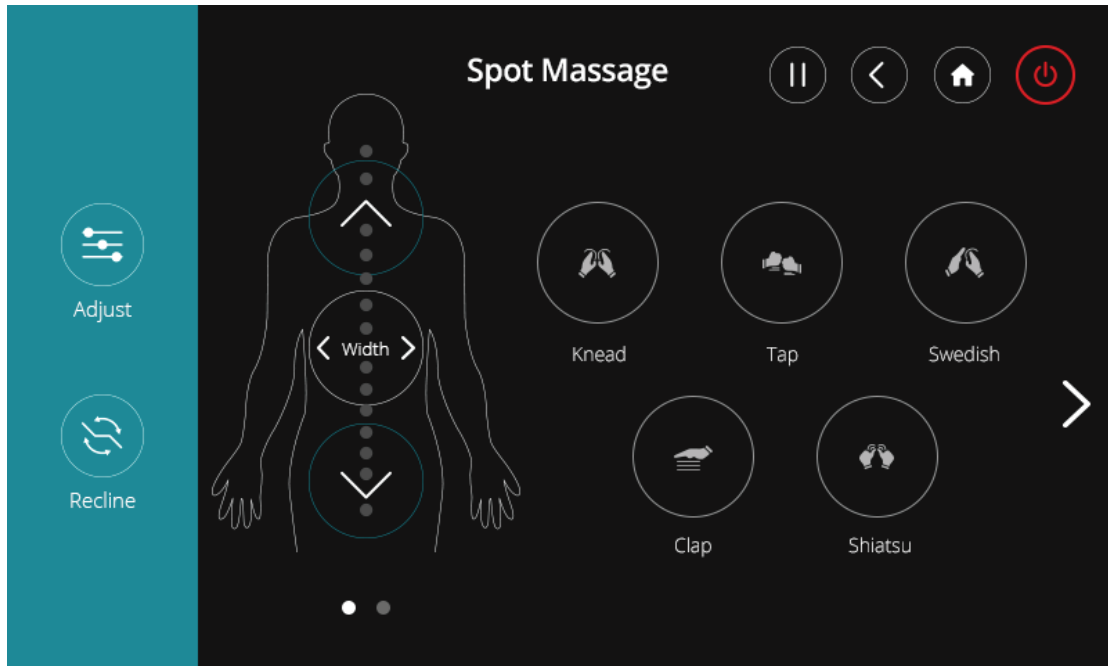 Spot Massage
Adjust
Recline
Width
Knead
Tap
Swedish
Clap
Shiatsu